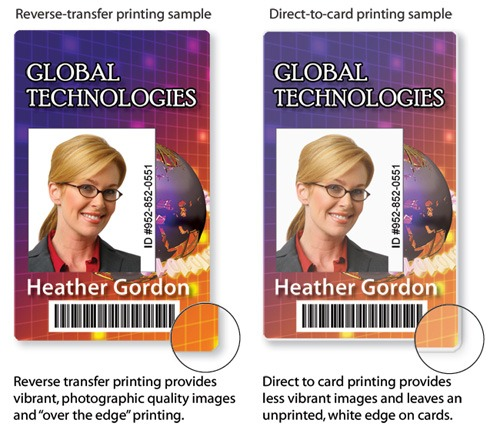 Reverse-transfer printing sample
GLOBAL
TECHNOLOGIES
ID #952-852-0551
Heather Gordon
Reverse transfer printing provides
vibrant, photographic quality images
and “over the edge” printing.
Direct-to-card printing sample
GLOBAL
TECHNOLOGIES
ID #952-852-0551
Heather Gordon
Direct to card printing provides
less vibrant images and leaves an
unprinted, white edge on cards.